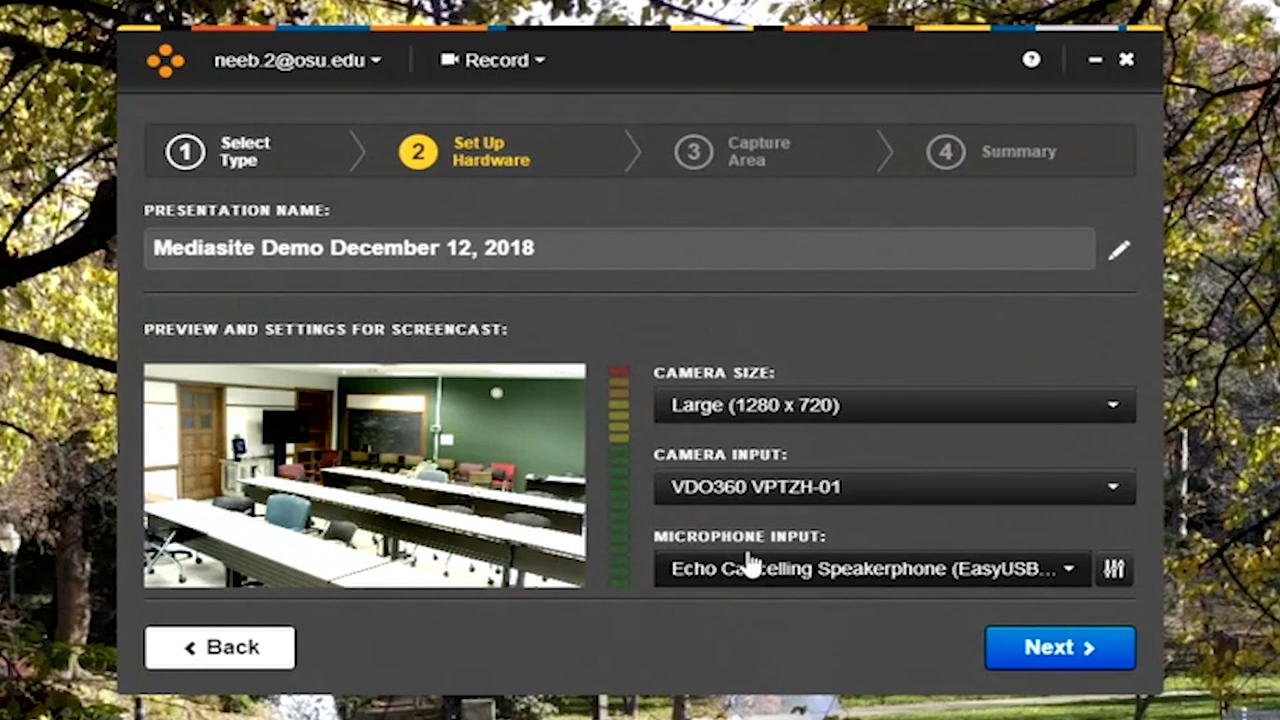 neeb.2@osu.edu Record ?
1 Select Type 2 Set Up Hardware 3 Capture Area 4 Summary
PRESENTATION NAME:
Mediasite Demo December 12, 2018
PREVIEW AND SETTINGS FOR SCREENCAST:
CAMERA SIZE:
Large (1280 x 720)
CAMERA INPUT:
VDO360 VPTZH-01
MICROPHONE INPUT:
Echo Cancelling Speakerphone (EasyUSB...
Back Next